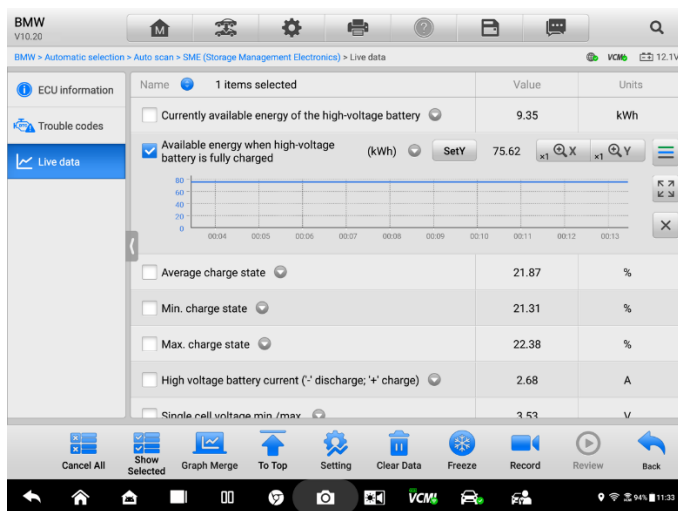 BMW
V10.20
M
?
BMW > Automatic selection > Auto scan > SME (Storage Management Electronics) > Live data
VCMI
12.1V
ECU information
Trouble codes
Live data
Name 1 items selected Value Units
Currently available energy of the high-voltage battery 9.35 kWh
Available energy when high-voltage
battery is fully charged
(kWh) SetY 75.62 x1 X x1 Y
80
60
40
20
0
00:04 00:05 00:06 00:07 00:08 00:09 00:10 00:11 00:12 00:13
Average charge state 21.87 %
Min. charge state 21.31 %
Max. charge state 22.38 %
High voltage battery current ('-' discharge; '+' charge) 2.68 A
Single cell voltage min./max. 3.53 V
Cancel All
Show
Selected
Graph Merge
To Top
Setting
Clear Data
Freeze
Record
Review
Back
VCMI
94% 11:33